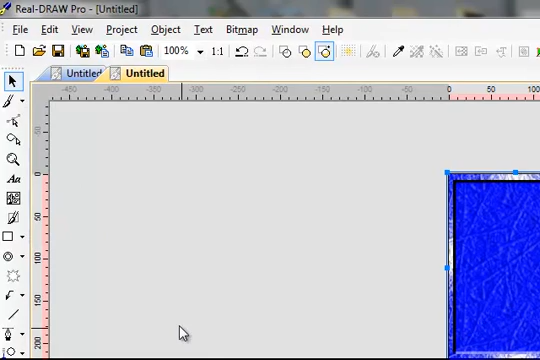 Real-DRAW Pro - [Untitled]
File Edit View Project Object Text Bitmap Window Help
100% 1:1
Untitled Untitled
-450 -400 -350 -300 -250 -200 -150 -100 -50 0 50 100
50
0
50
Aa
100
150
200